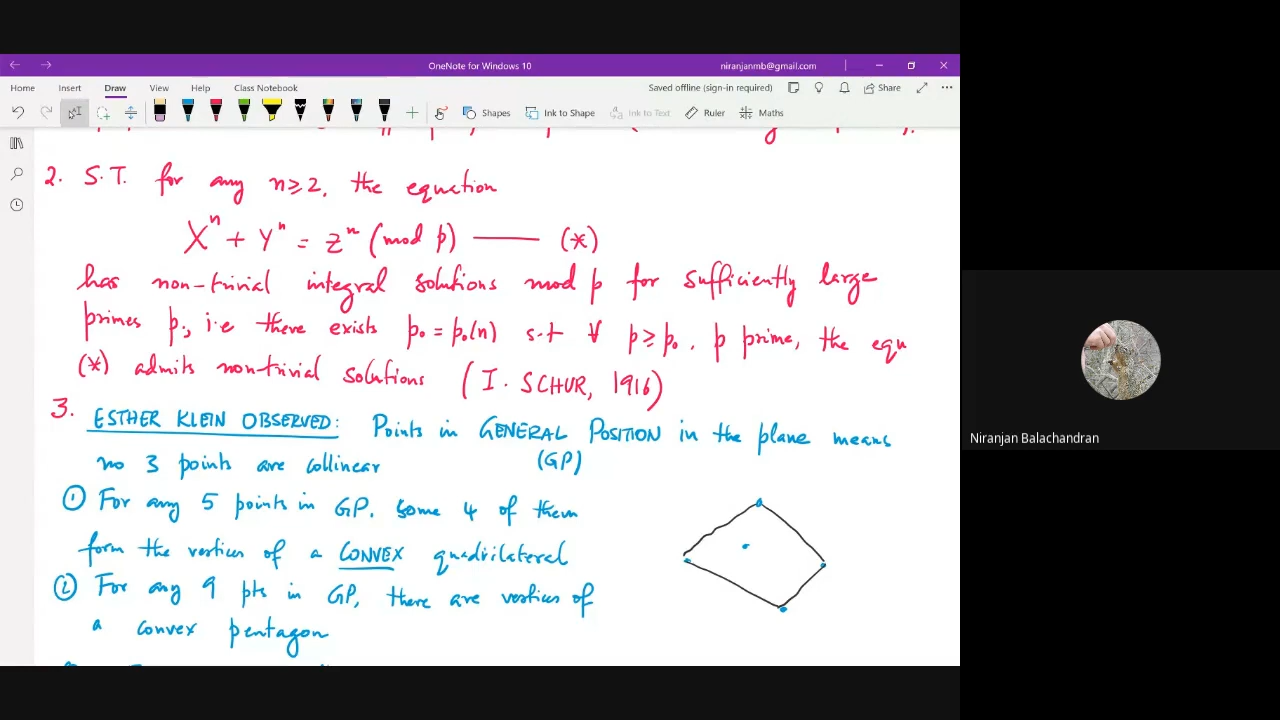 OneNote for Windows 10
niranjanmb@gmail.com
Home Insert Draw View Help Class Notebook
Saved offline (sign-in required) Share
Shapes Ink to Shape Ink to Text Ruler Maths
2. S.T. for any n≥2, the equation
X^n + Y^n = Z^n (mod p) —— (*)
has non-trivial integral solutions mod p for sufficiently large
primes p, i.e there exists p₀ = p₀(n) s.t ∀ p ≥ p₀, p prime, the equ
(*) admits nontrivial solutions (I. SCHUR, 1916)
3. ESTHER KLEIN OBSERVED: Points in GENERAL POSITION in the plane means
no 3 points are collinear (GP)
① For any 5 points in GP, some 4 of them
form the vertices of a CONVEX quadrilateral
② For any 9 pts in GP, there are vertices of
a convex pentagon
Niranjan Balachandran